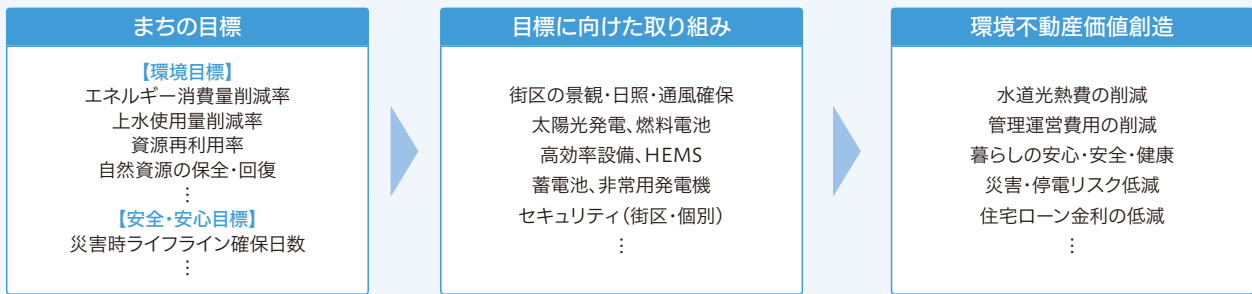 まちの目標
【環境目標】
エネルギー消費量削減率
上水使用量削減率
資源再利用率
自然資源の保全・回復
⋮
【安全・安心目標】
災害時ライフライン確保日数
⋮
目標に向けた取り組み
街区の景観・日照・通風確保
太陽光発電、燃料電池
高効率設備、HEMS
蓄電池、非常用発電機
セキュリティ(街区・個別)
⋮
環境不動産価値創造
水道光熱費の削減
管理運営費用の削減
暮らしの安心・安全・健康
災害・停電リスク低減
住宅ローン金利の低減
⋮